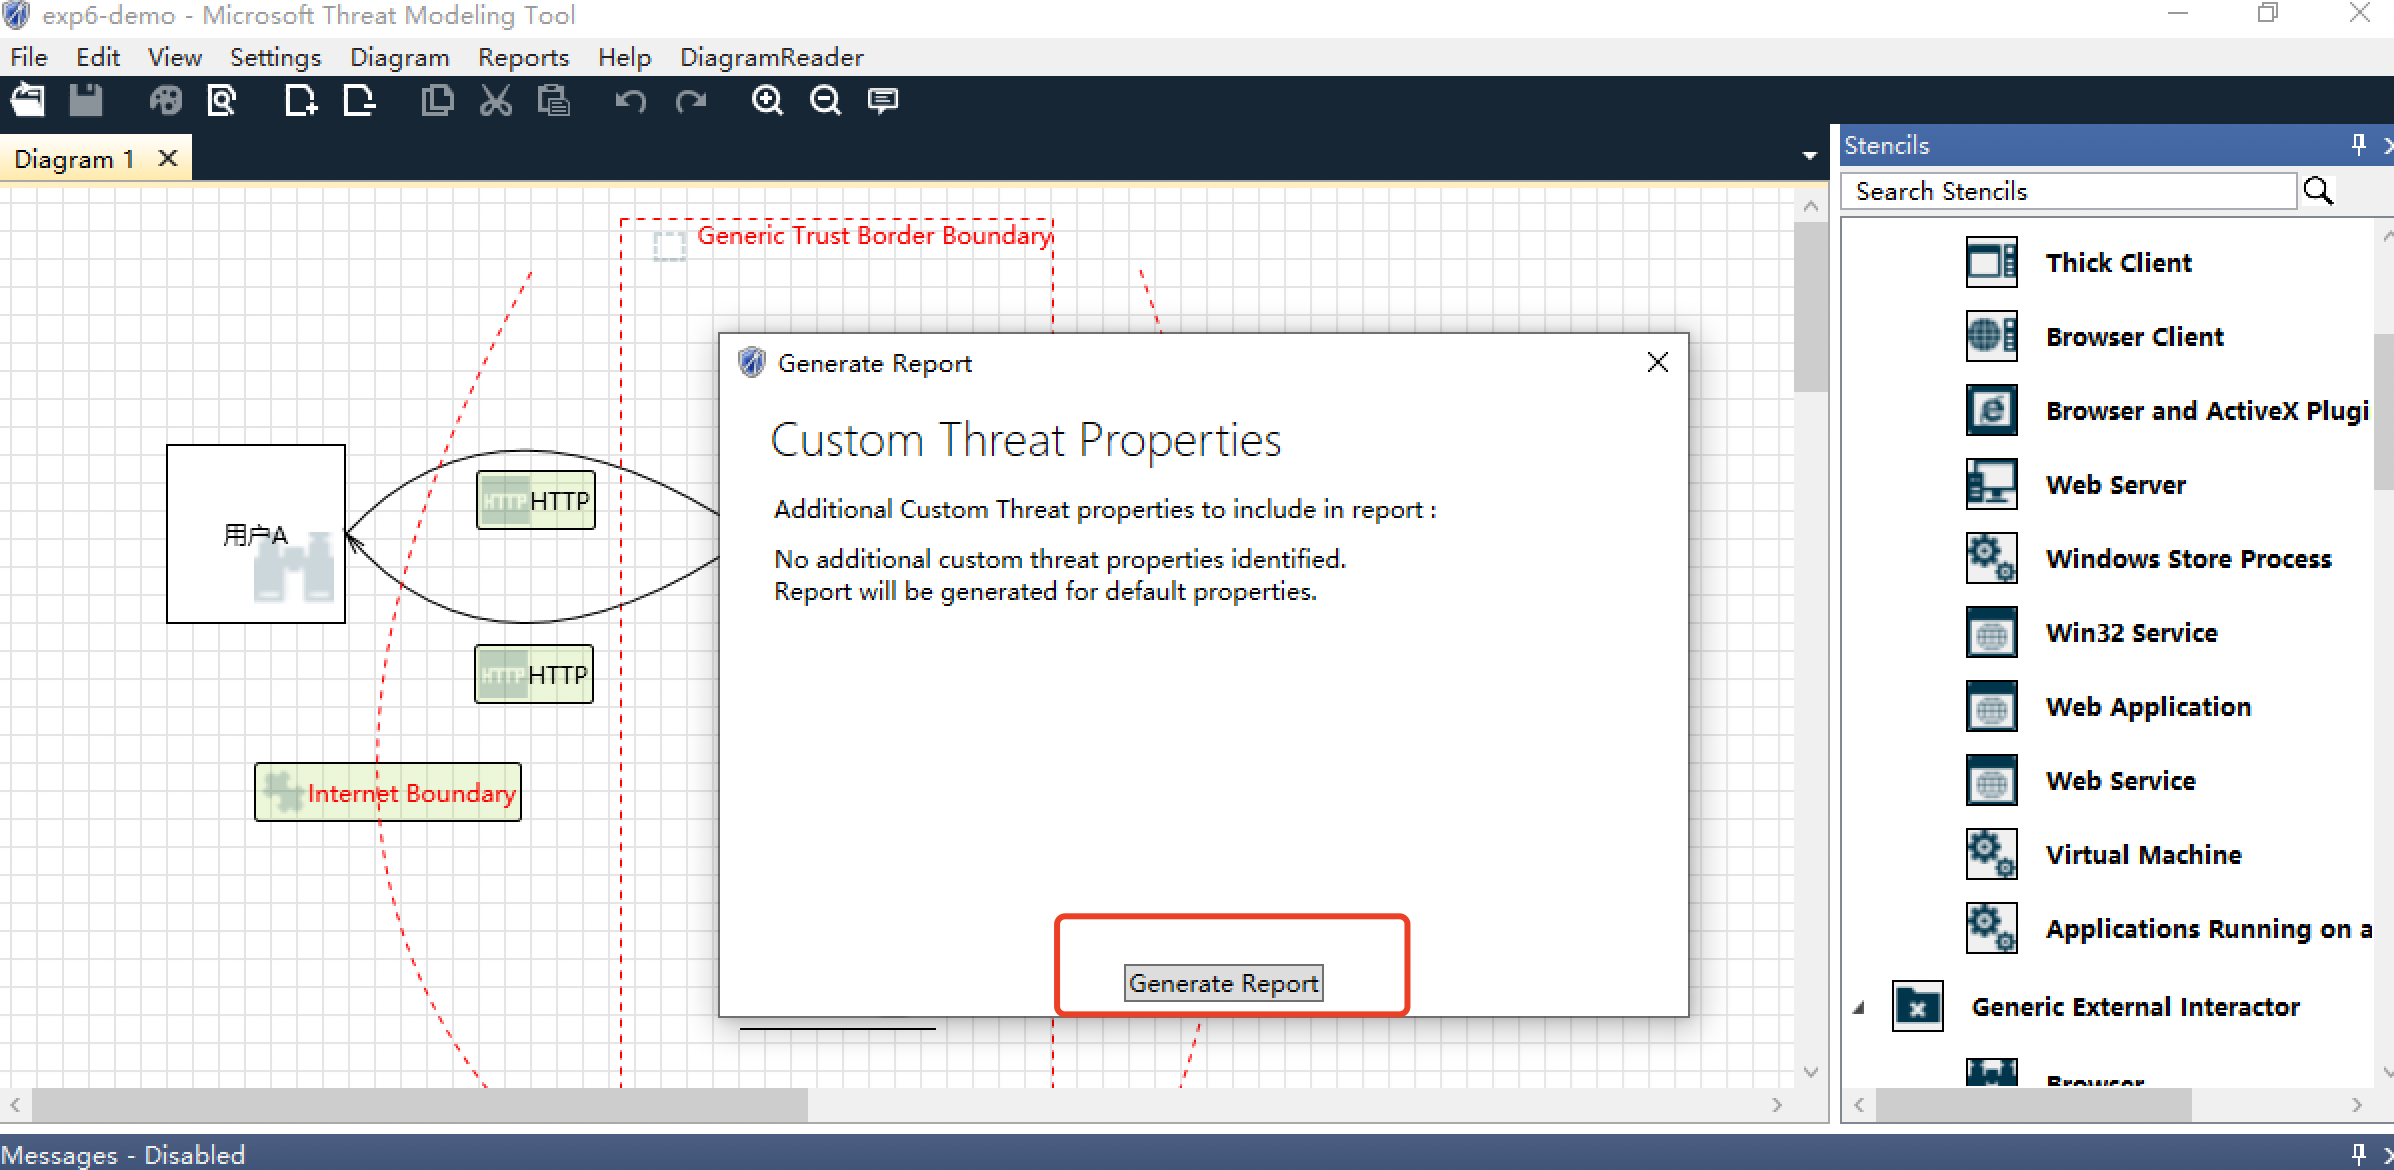 exp6-demo - Microsoft Threat Modeling Tool
File Edit View Settings Diagram Reports Help DiagramReader
Diagram 1
Generic Trust Border Boundary
用户A
HTTP HTTP
HTTP HTTP
Internet Boundary
Generate Report
Custom Threat Properties
Additional Custom Threat properties to include in report :
No additional custom threat properties identified.
Report will be generated for default properties.
Generate Report
Stencils
Search Stencils
Thick Client
Browser Client
Browser and ActiveX Plugi
Web Server
Windows Store Process
Win32 Service
Web Application
Web Service
Virtual Machine
Applications Running on a
Generic External Interactor
Browser
Messages - Disabled